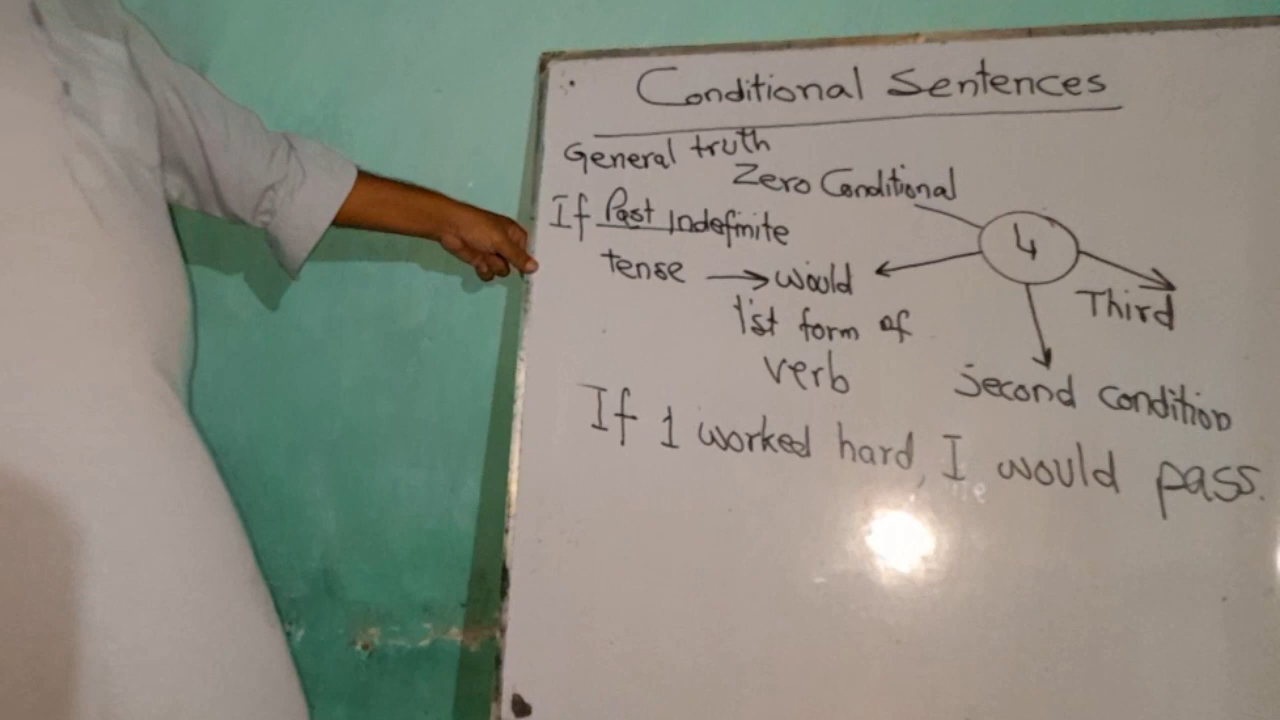 Conditional Sentences
General truth
Zero Conditional
If Past Indefinite
tense → would
1st form of
verb
4
Third
Second Condition
If I worked hard, I would pass.